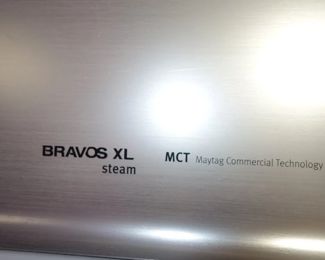 BRAVOS XL
steam
MCT Maytag Commercial Technology